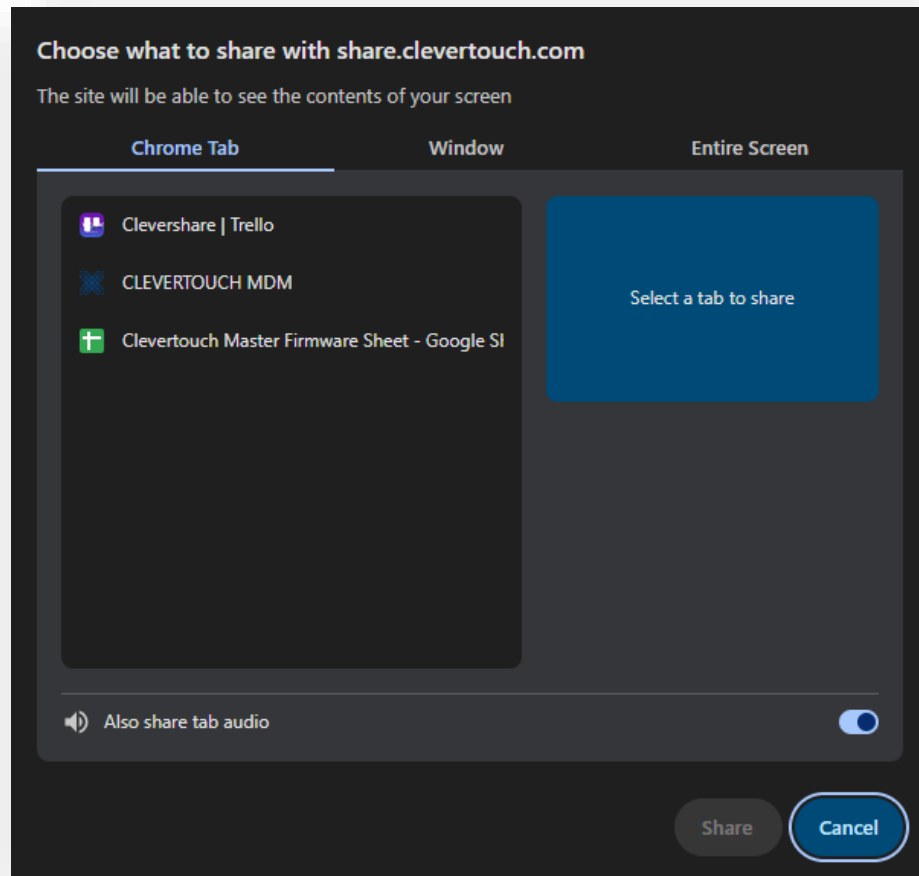 Choose what to share with share.clevertouch.com
The site will be able to see the contents of your screen
Chrome Tab
Window
Entire Screen
Clevershare | Trello
CLEVERTOUCH MDM
Clevertouch Master Firmware Sheet - Google Sh
Select a tab to share
Also share tab audio
Share
Cancel